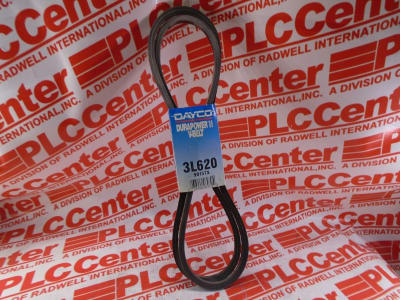 PLCCenter
A DIVISION OF RADWELL INTERNATIONAL, INC.
DAYCO
DURAPOWER II
V-BELT
3L620